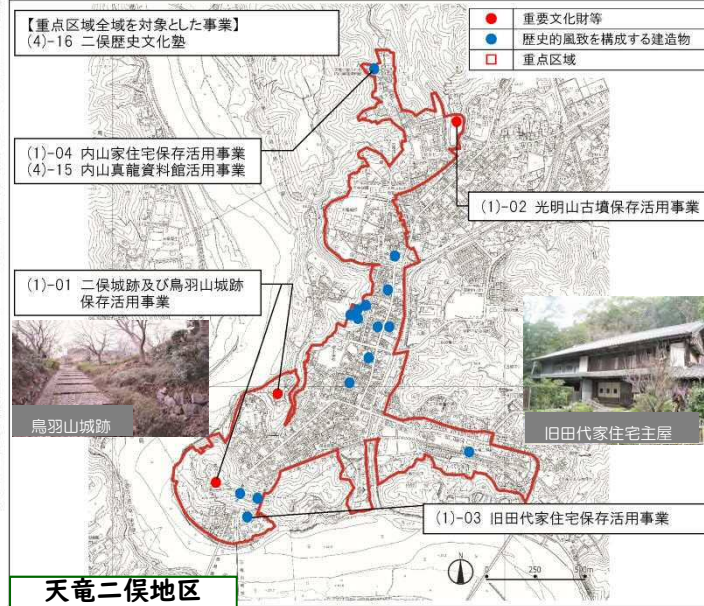 【重点区域全域を対象とした事業】
(4)-16 二俣歴史文化塾
重要文化財等
歴史的風致を構成する建造物
重点区域
(1)-04 内山家住宅保存活用事業
(4)-15 内山真龍資料館活用事業
(1)-02 光明山古墳保存活用事業
(1)-01 二俣城跡及び鳥羽山城跡
保存活用事業
鳥羽山城跡
旧田代家住宅主屋
(1)-03 旧田代家住宅保存活用事業
天竜二俣地区
N
0 250 500m